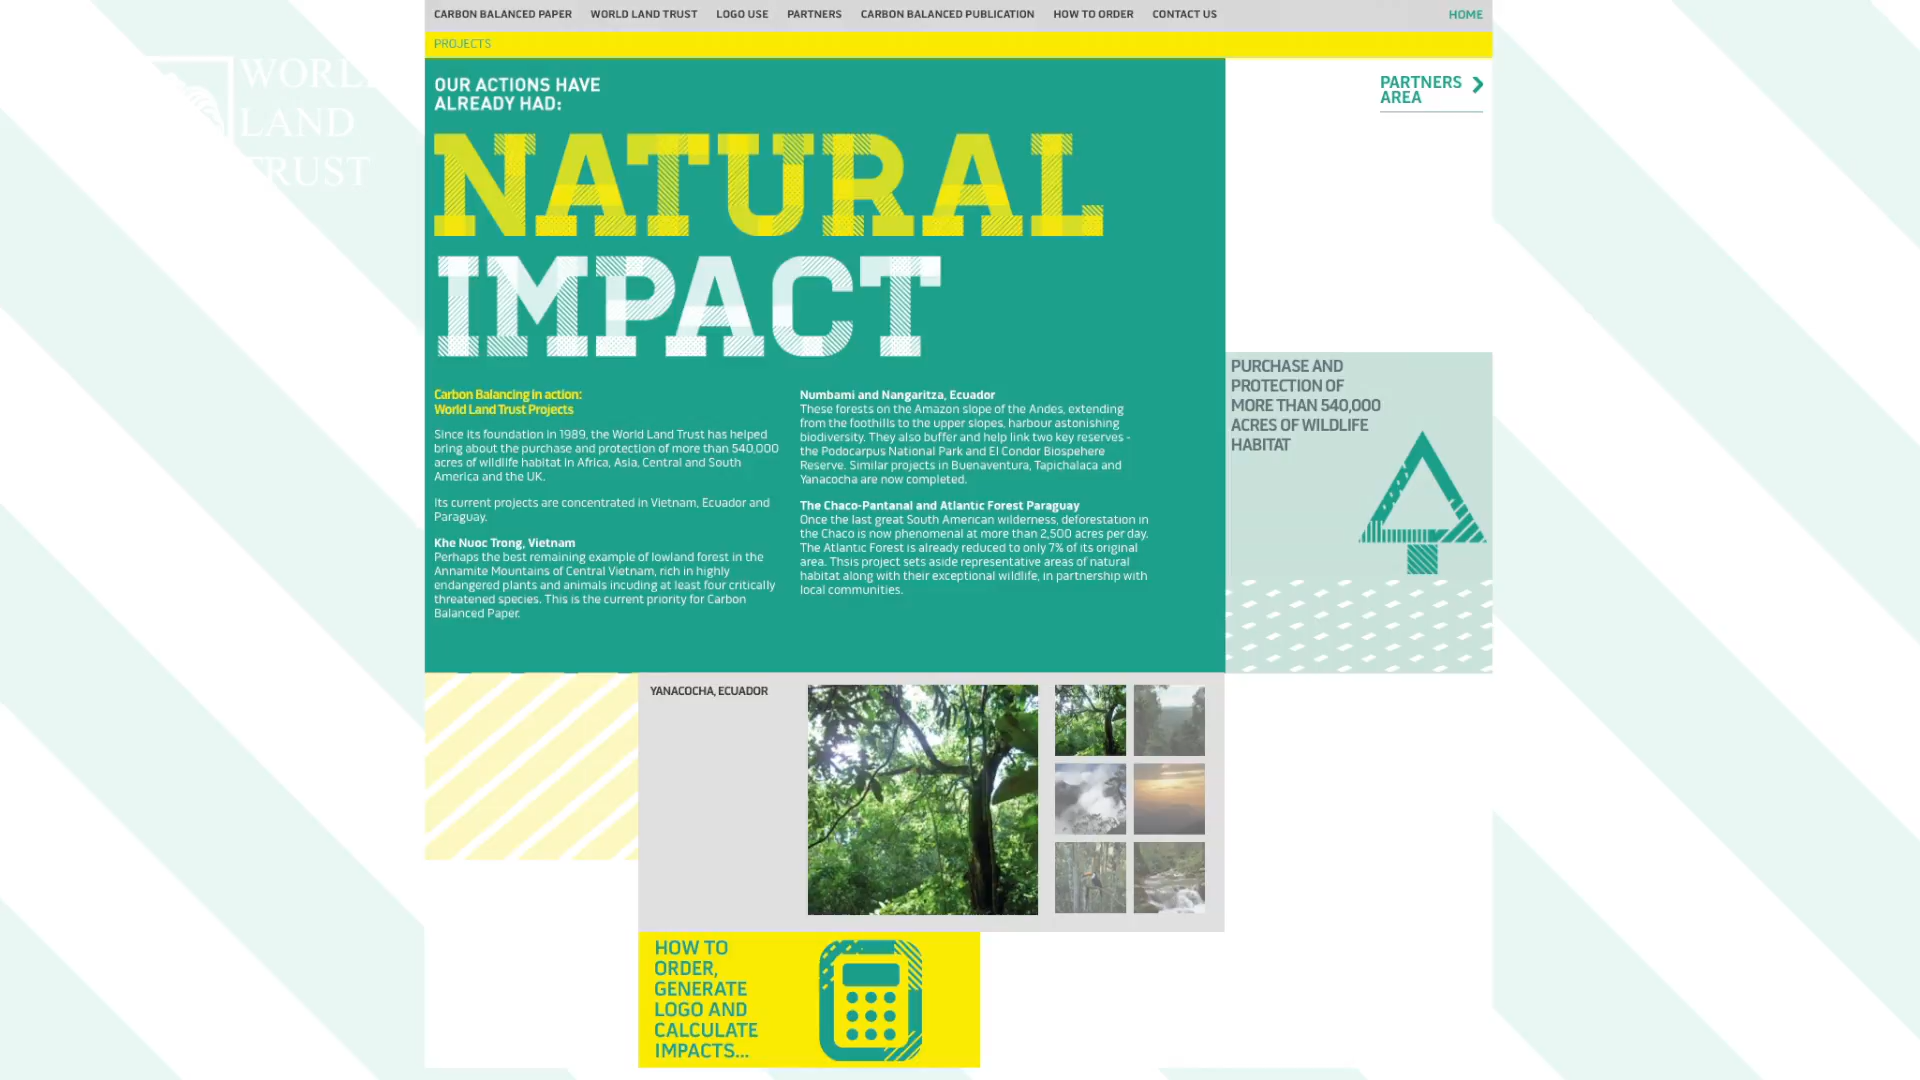 CARBON BALANCED PAPER WORLD LAND TRUST LOGO USE PARTNERS CARBON BALANCED PUBLICATION HOW TO ORDER CONTACT US HOME
PROJECTS
WORL
LAND
TRUST
OUR ACTIONS HAVE
ALREADY HAD:
NATURAL
IMPACT
PARTNERS
AREA
Carbon Balancing in action:
World Land Trust Projects
Since its foundation in 1989, the World Land Trust has helped
bring about the purchase and protection of more than 540,000
acres of wildlife habitat in Africa, Asia, Central and South
America and the UK.
Its current projects are concentrated in Vietnam, Ecuador and
Paraguay.
Khe Nuoc Trong, Vietnam
Perhaps the best remaining example of lowland forest in the
Annamite Mountains of Central Vietnam, rich in highly
endangered plants and animals incuding at least four critically
threatened species. This is the current priority for Carbon
Balanced Paper.
Numbami and Nangaritza, Ecuador
These forests on the Amazon slope of the Andes, extending
from the foothills to the upper slopes, harbour astonishing
biodiversity. They also buffer and help link two key reserves -
the Podocarpus National Park and El Condor Biospehere
Reserve. Similar projects in Buenaventura, Tapichalaca and
Yanacocha are now completed.
The Chaco-Pantanal and Atlantic Forest Paraguay
Once the last great South American wilderness, deforestation in
the Chaco is now phenomenal at more than 2,500 acres per day.
The Atlantic Forest is already reduced to only 7% of its original
area. Thsis project sets aside representative areas of natural
habitat along with their exceptional wildlife, in partnership with
local communities.
PURCHASE AND
PROTECTION OF
MORE THAN 540,000
ACRES OF WILDLIFE
HABITAT
YANACOCHA, ECUADOR
HOW TO
ORDER,
GENERATE
LOGO AND
CALCULATE
IMPACTS...